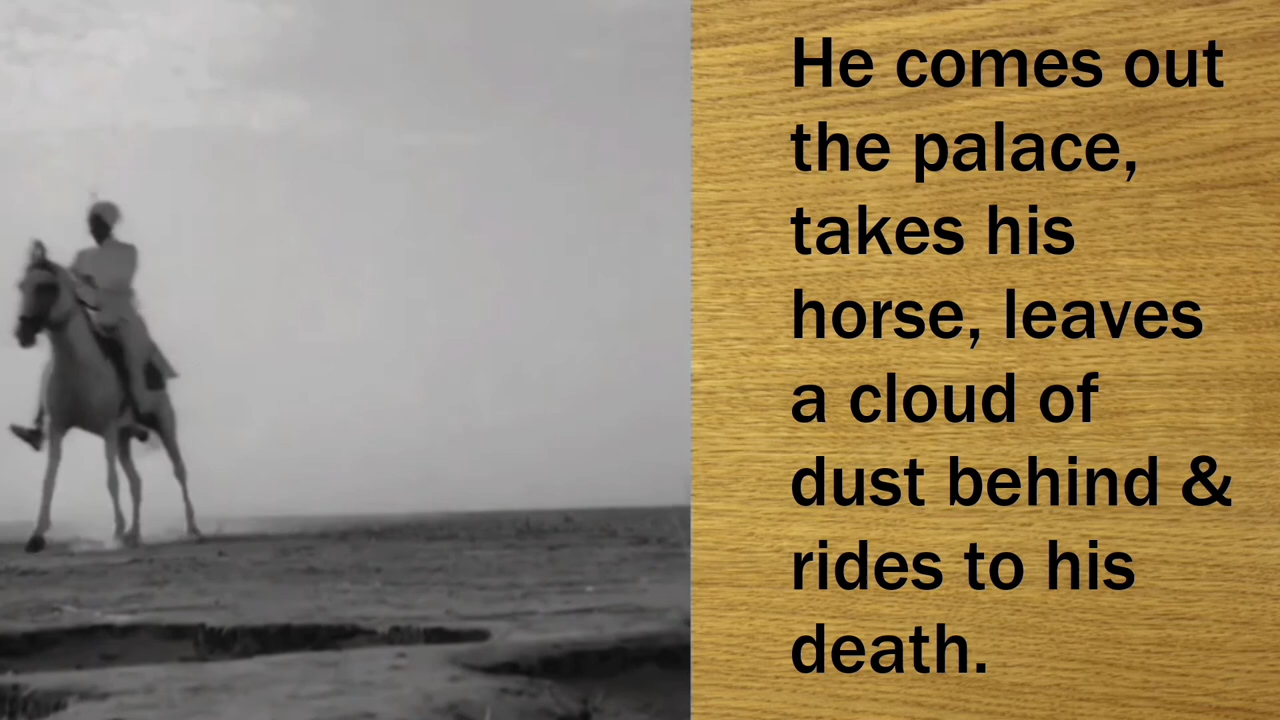 He comes out
the palace,
takes his
horse, leaves
a cloud of
dust behind &
rides to his
death.